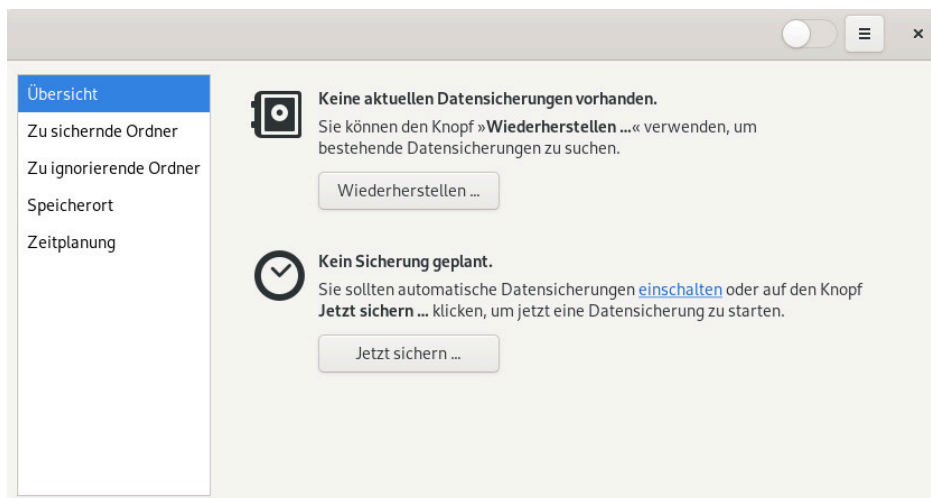 Übersicht
Zu sichernde Ordner
Zu ignorierende Ordner
Speicherort
Zeitplanung
Keine aktuellen Datensicherungen vorhanden.
Sie können den Knopf »Wiederherstellen ...« verwenden, um
bestehende Datensicherungen zu suchen.
Wiederherstellen ...
Kein Sicherung geplant.
Sie sollten automatische Datensicherungen einschalten oder auf den Knopf
Jetzt sichern ... klicken, um jetzt eine Datensicherung zu starten.
Jetzt sichern ...